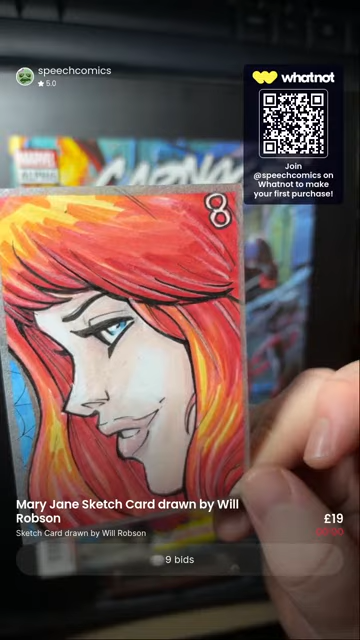 speechcomics
★ 5.0
whatnot
Join
@speechcomics on
Whatnot to make
your first purchase!
MARVEL
8
Mary Jane Sketch Card drawn by Will
Robson
£19
Sketch Card drawn by Will Robson
9 bids